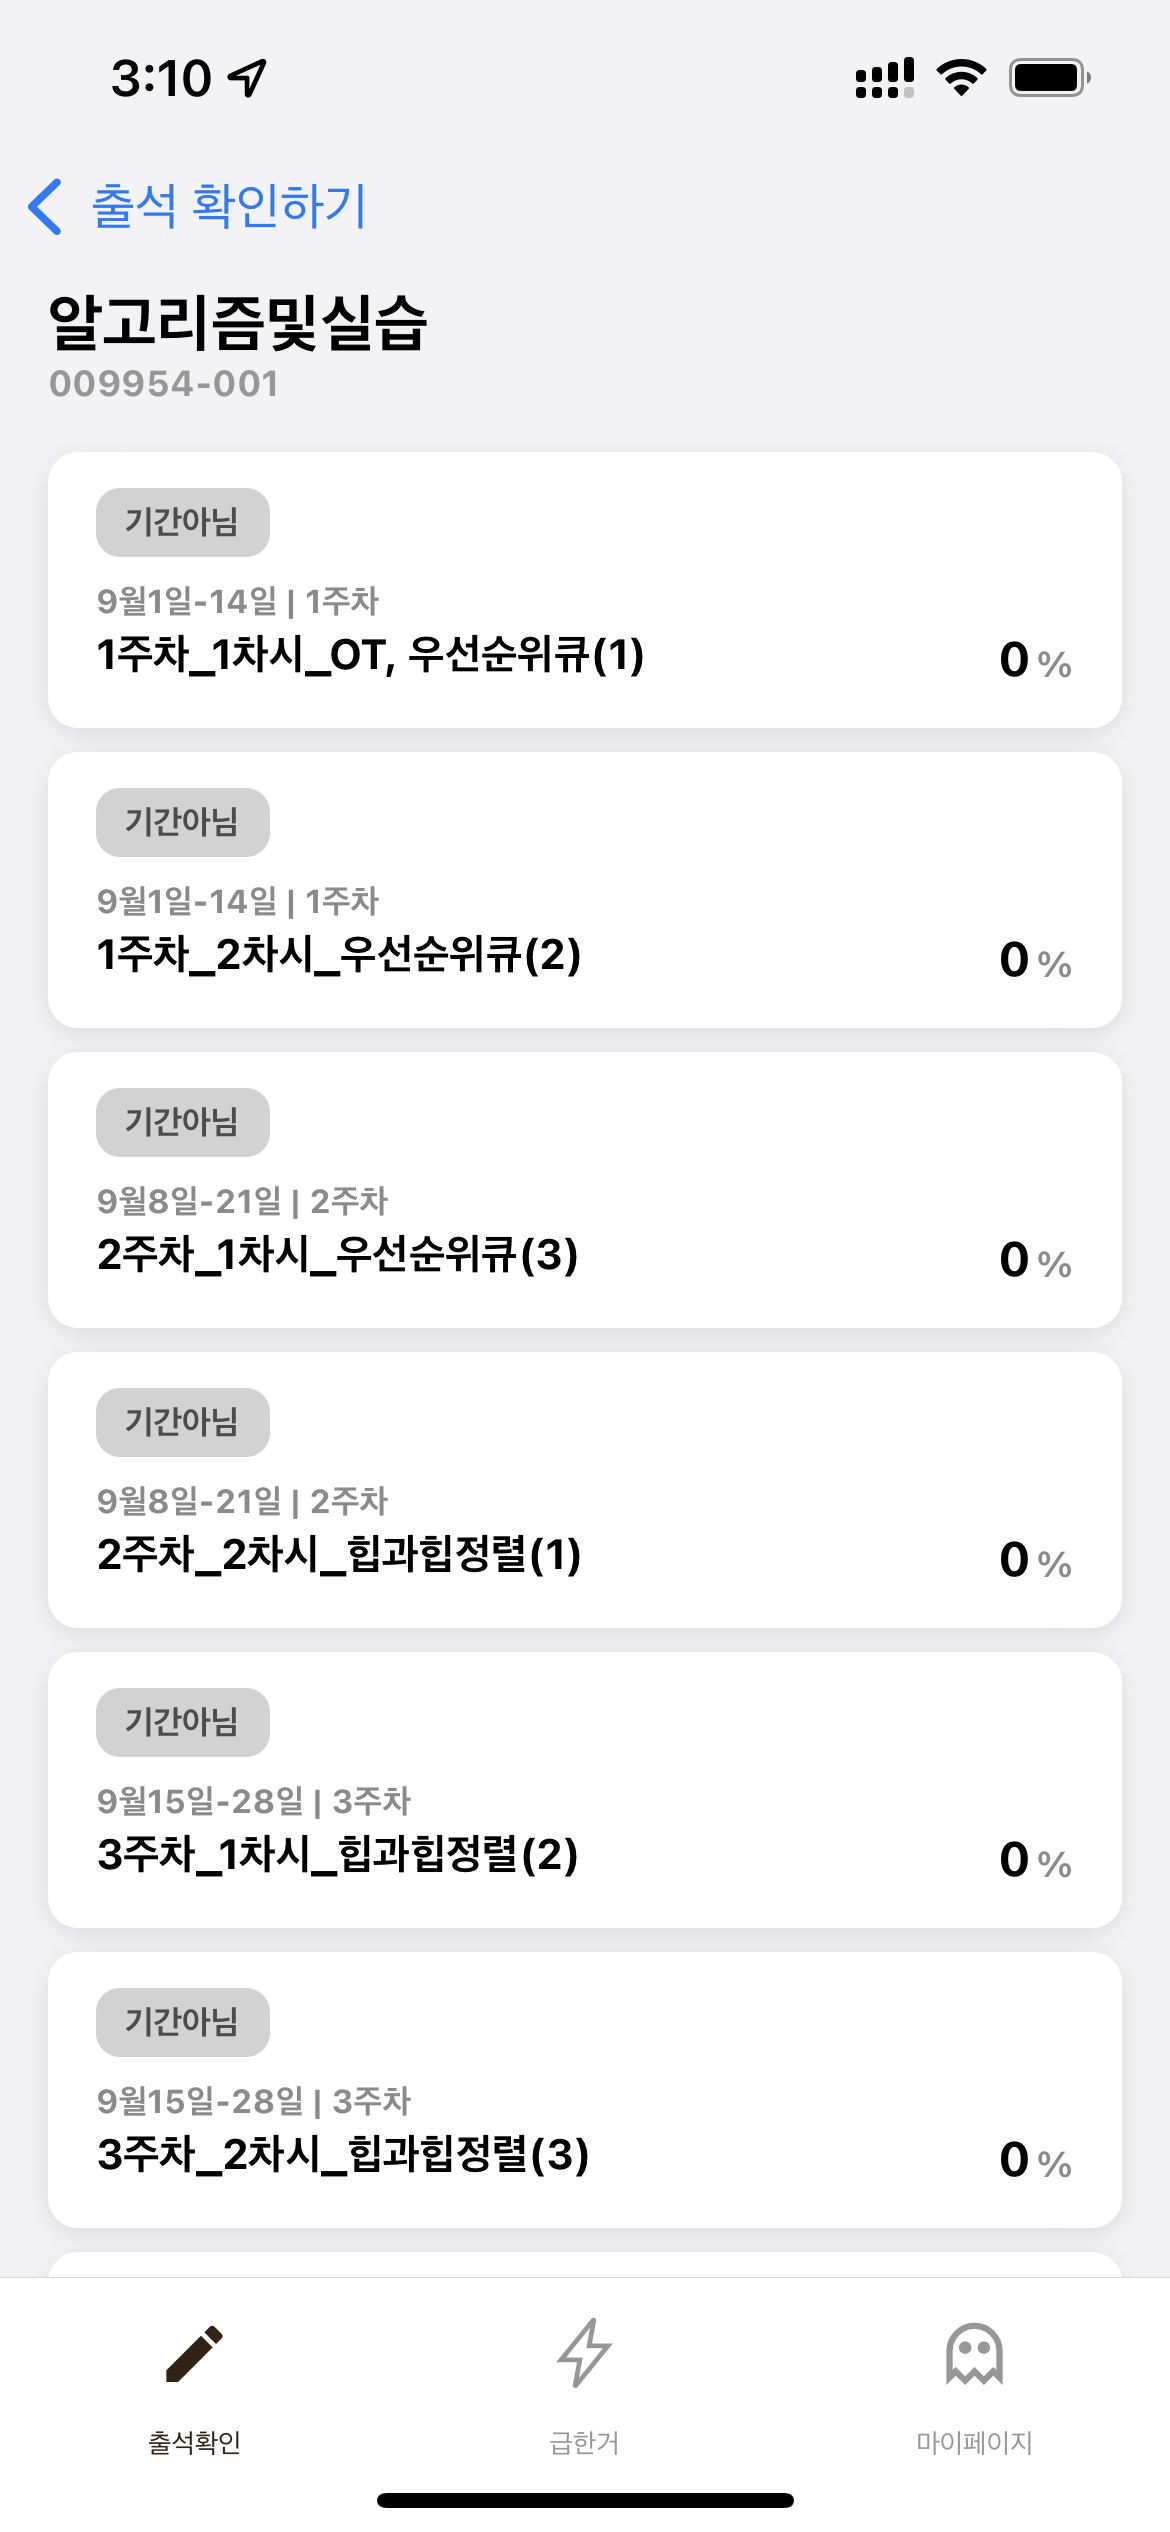 3:10
출석 확인하기
알고리즘및실습
009954-001
기간아님
9월1일-14일 | 1주차
1주차_1차시_OT, 우선순위큐(1)
0 %
기간아님
9월1일-14일 | 1주차
1주차_2차시_우선순위큐(2)
0 %
기간아님
9월8일-21일 | 2주차
2주차_1차시_우선순위큐(3)
0 %
기간아님
9월8일-21일 | 2주차
2주차_2차시_힙과힙정렬(1)
0 %
기간아님
9월15일-28일 | 3주차
3주차_1차시_힙과힙정렬(2)
0 %
기간아님
9월15일-28일 | 3주차
3주차_2차시_힙과힙정렬(3)
0 %
출석확인
급한거
마이페이지